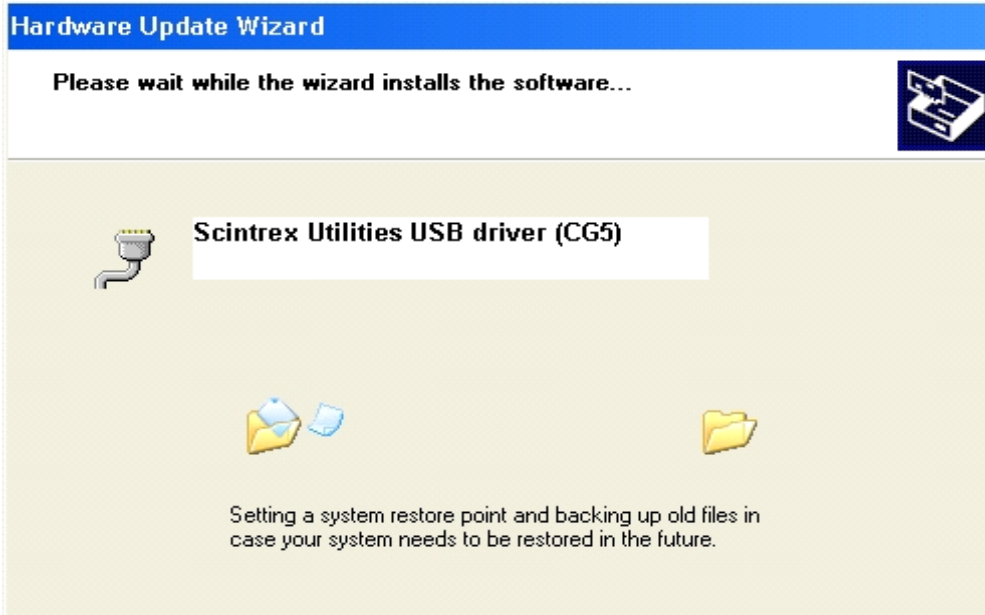 Hardware Update Wizard
Please wait while the wizard installs the software...
Scintrex Utilities USB driver (CG5)
Setting a system restore point and backing up old files in
case your system needs to be restored in the future.